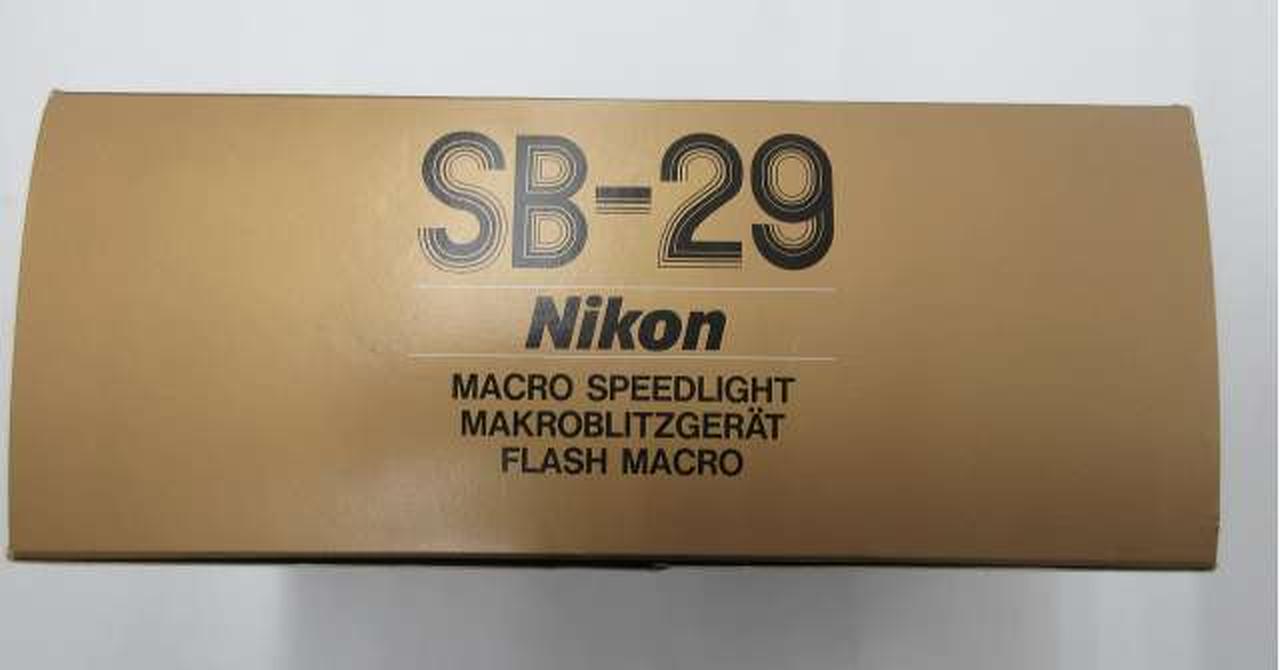 SB-29
Nikon
MACRO SPEEDLIGHT
MAKROBLITZGERÄT
FLASH MACRO